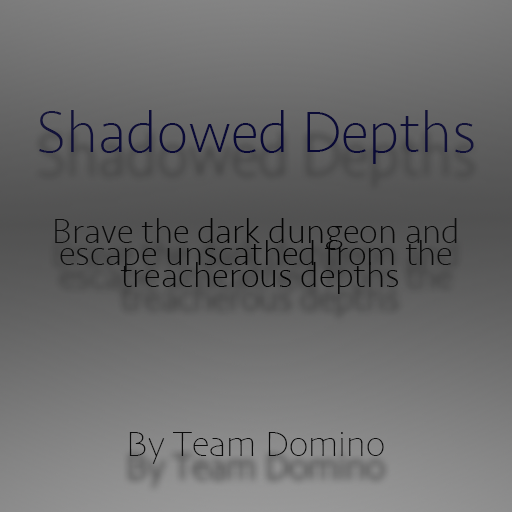 Shadowed Depths
Brave the dark dungeon and
escape unscathed from the
treacherous depths
By Team Domino